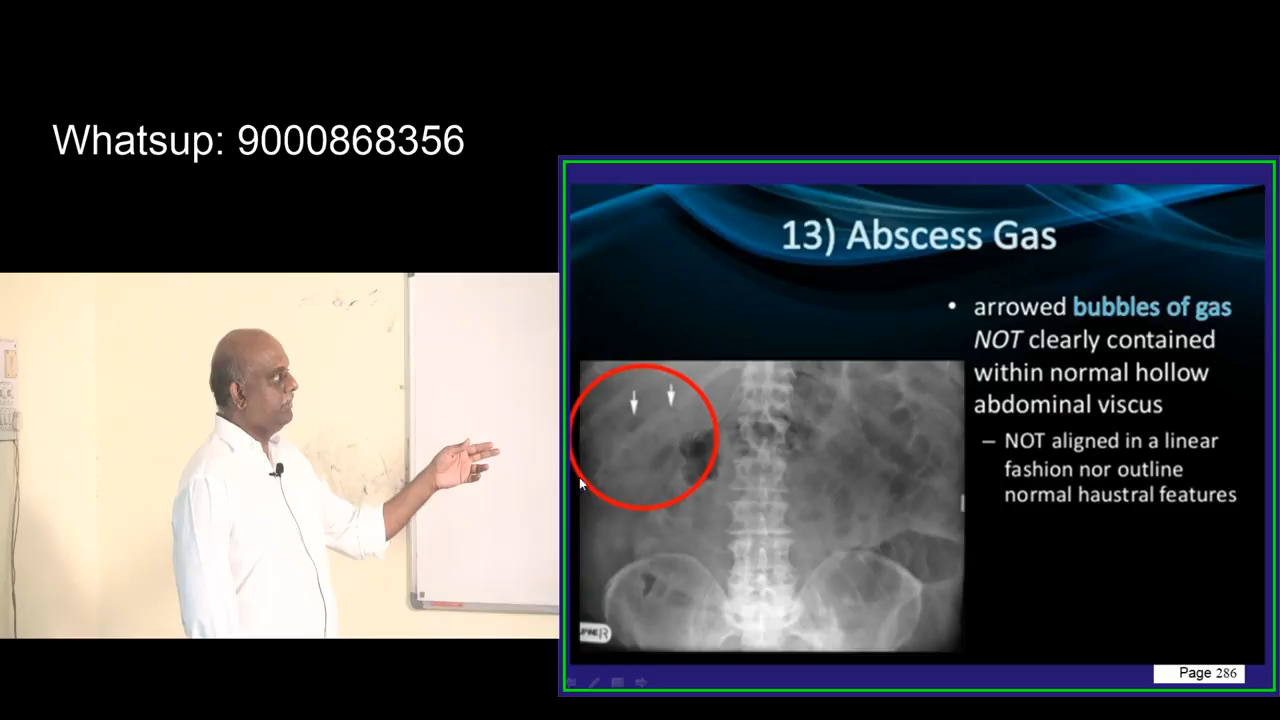 Whatsup: 9000868356
13) Abscess Gas
• arrowed bubbles of gas
NOT clearly contained
within normal hollow
abdominal viscus
– NOT aligned in a linear
fashion nor outline
normal haustral features
SPINE R
Page 286